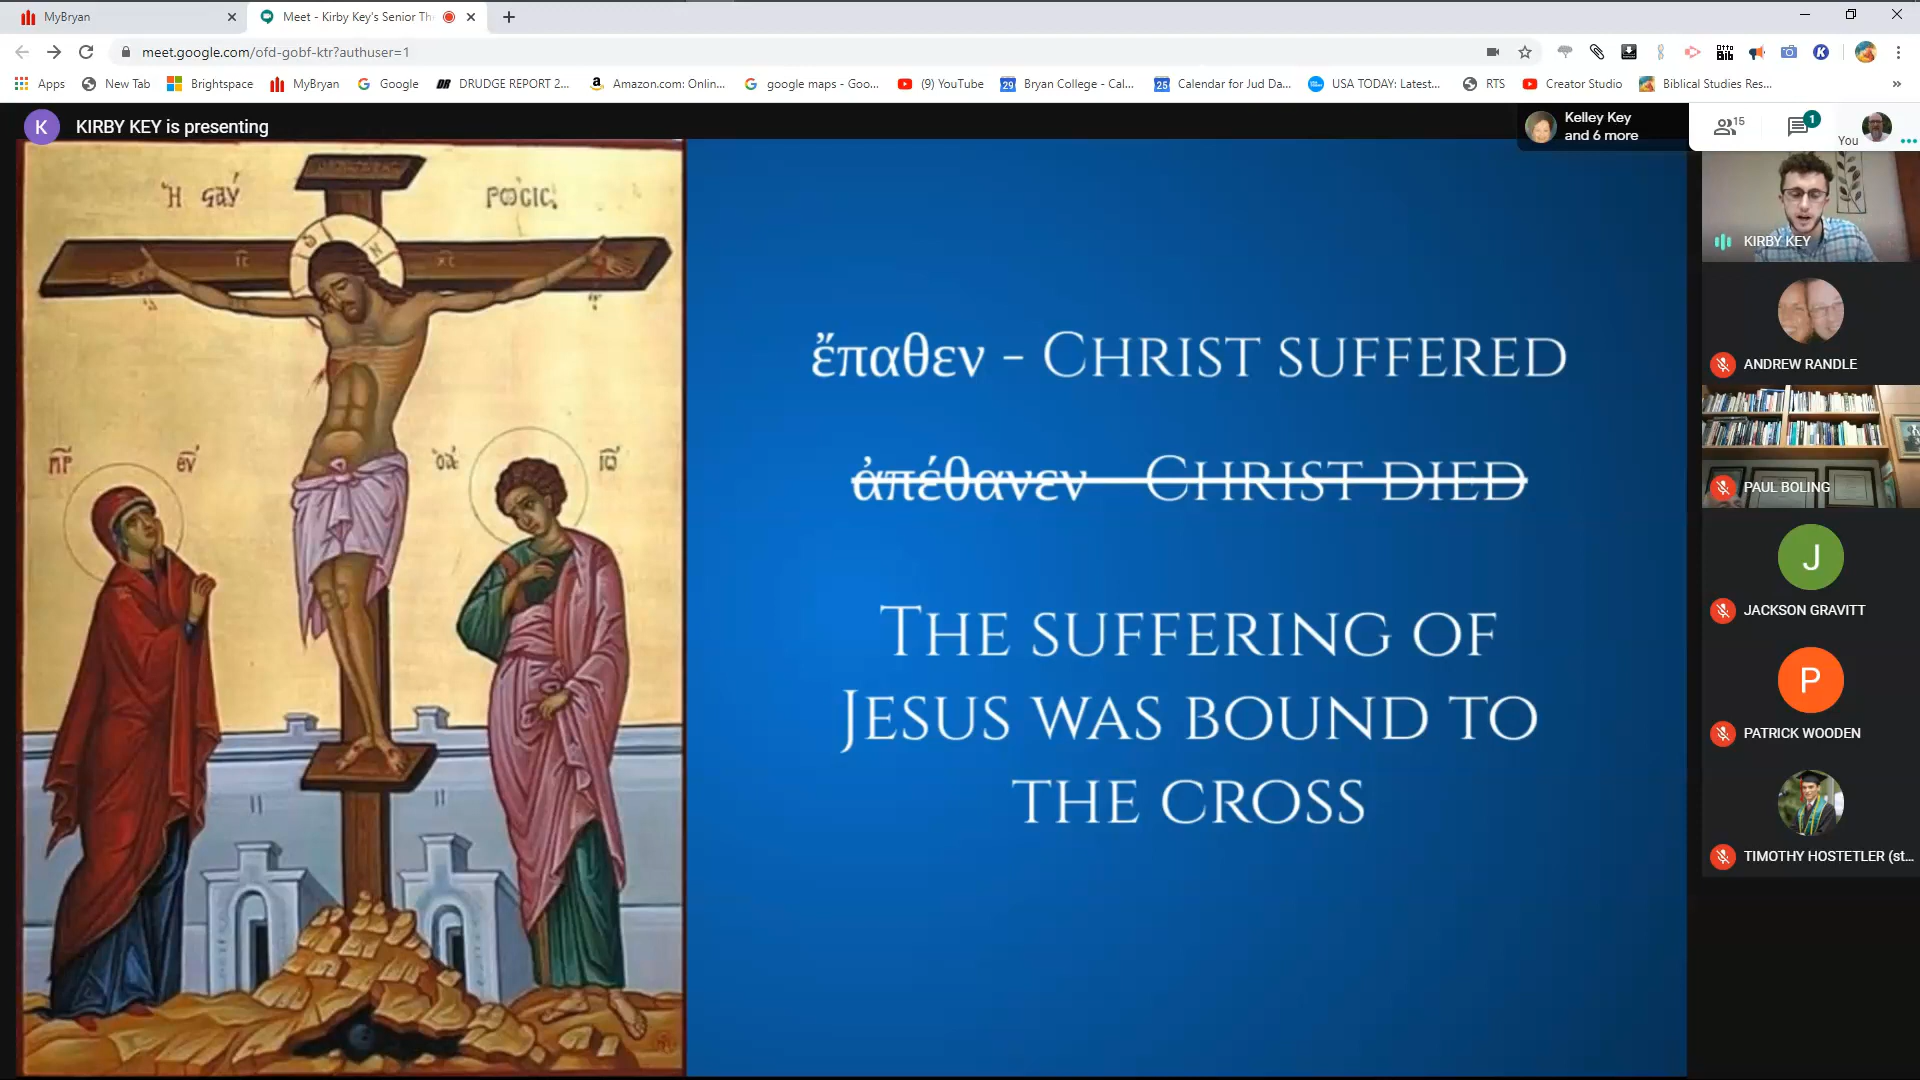 MyBryan
Meet - Kirby Key's Senior Th
meet.google.com/ofd-gobf-ktr?authuser=1
Apps
New Tab
Brightspace
MyBryan
Google
DRUDGE REPORT 2...
Amazon.com: Onlin...
google maps - Goo...
(9) YouTube
Bryan College - Cal...
Calendar for Jud Da...
USA TODAY: Latest...
RTS
Creator Studio
Biblical Studies Res...
K
KIRBY KEY is presenting
Kelley Key
and 6 more
15
1
You
ἔπαθεν - CHRIST SUFFERED
ἀπέθανεν - CHRIST DIED
THE SUFFERING OF
JESUS WAS BOUND TO
THE CROSS
KIRBY KEY
ANDREW RANDLE
PAUL BOLING
J
JACKSON GRAVITT
P
PATRICK WOODEN
TIMOTHY HOSTETLER (st...